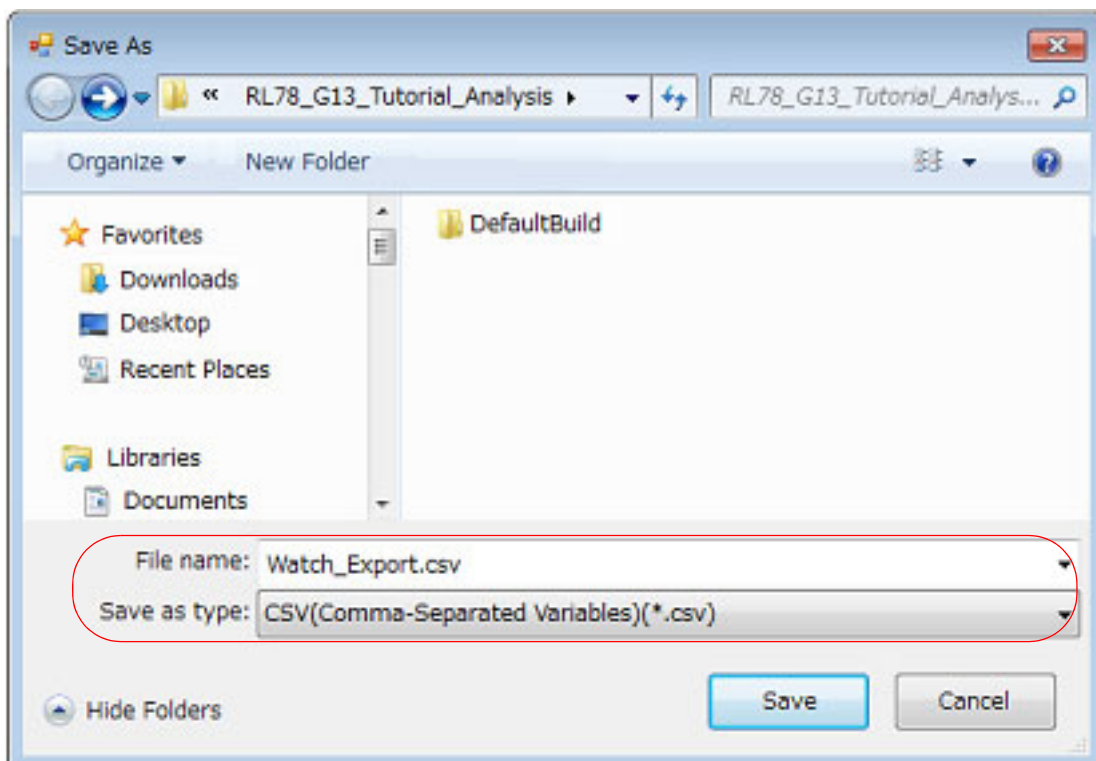 Save As
« RL78_G13_Tutorial_Analysis
RL78_G13_Tutorial_Analys...
Organize
New Folder
Favorites
Downloads
Desktop
Recent Places
Libraries
Documents
DefaultBuild
File name: Watch_Export.csv
Save as type: CSV(Comma-Separated Variables)(*.csv)
Hide Folders
Save
Cancel